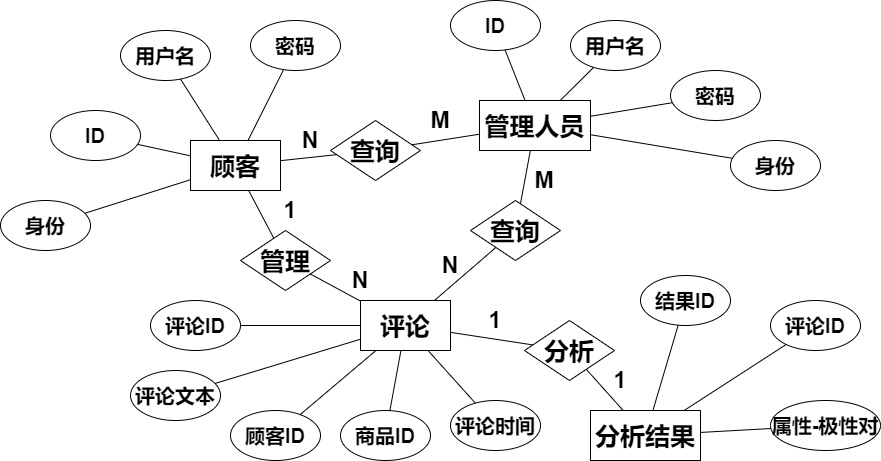 ID
用户名
密码
用户名
密码
ID
身份
顾客
N
查询
M
管理人员
身份
1
管理
N
M
查询
N
评论
评论ID
评论文本
顾客ID
商品ID
评论时间
1
分析
1
结果ID
评论ID
分析结果
属性-极性对